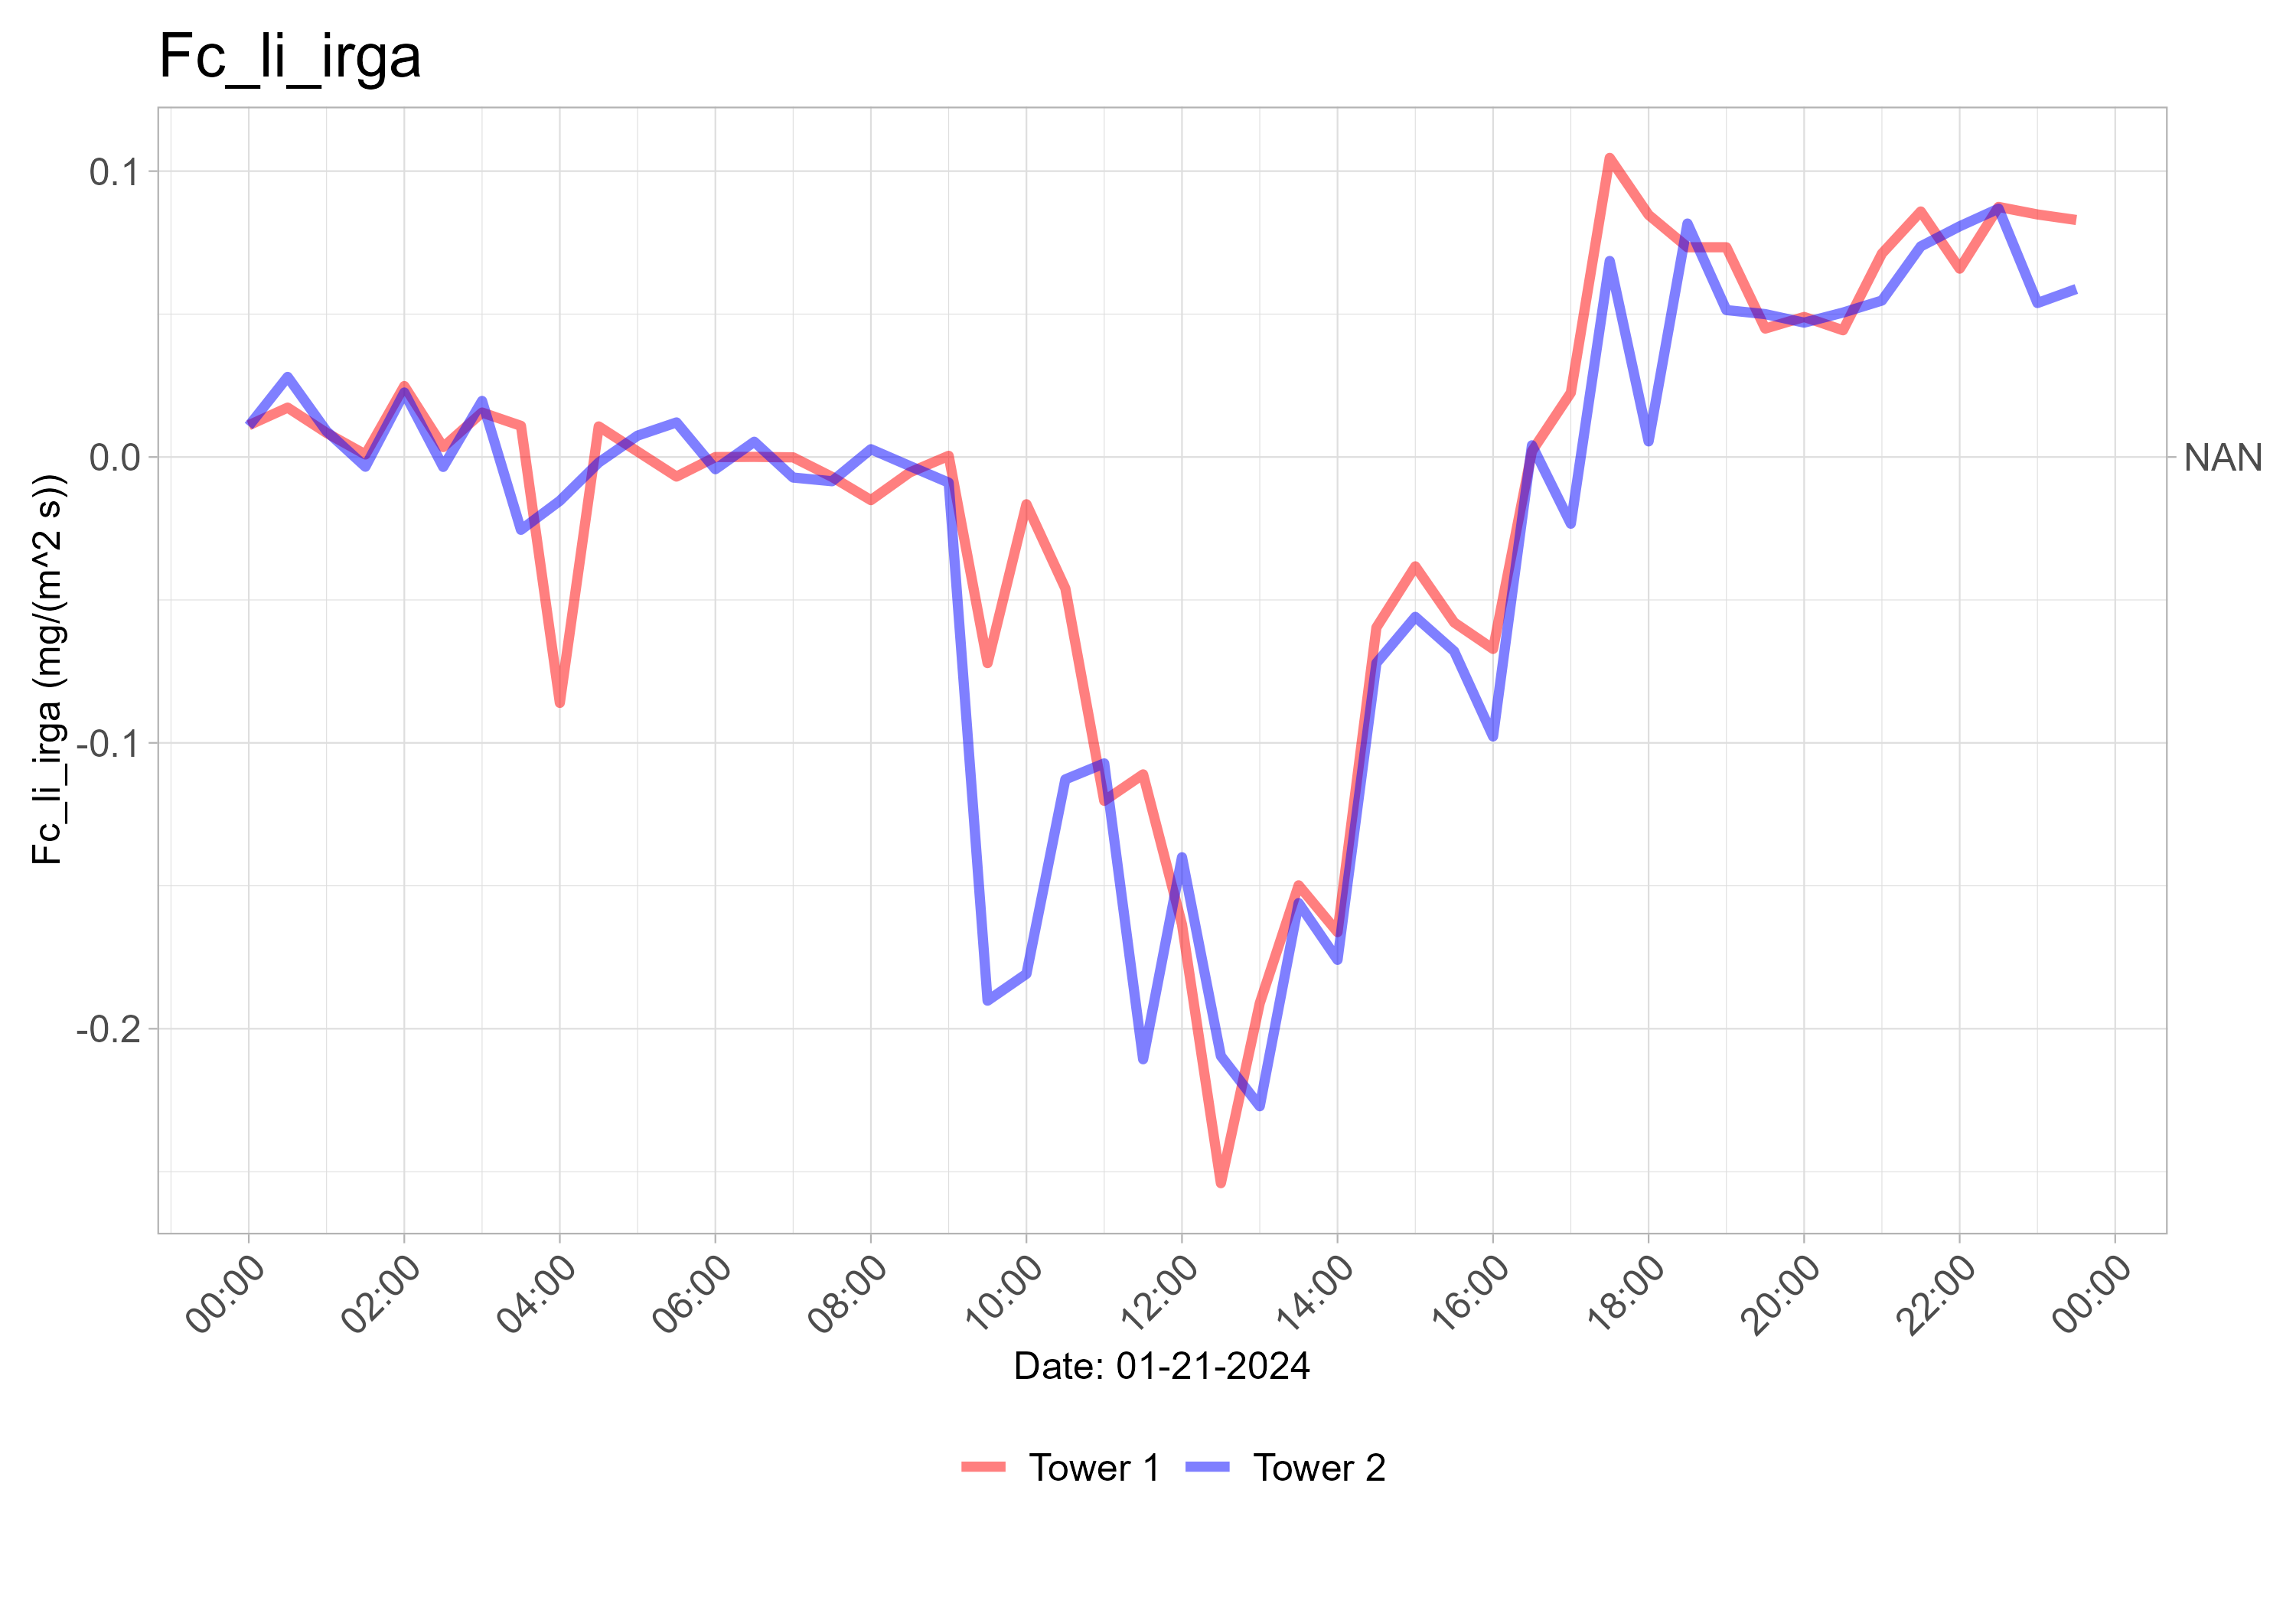 Fc_li_irga
Fc_li_irga (mg/(m^2 s))
0.1
0.0
-0.1
-0.2
NAN
00:00 02:00 04:00 06:00 08:00 10:00 12:00 14:00 16:00 18:00 20:00 22:00 00:00
Date: 01-21-2024
Tower 1 Tower 2